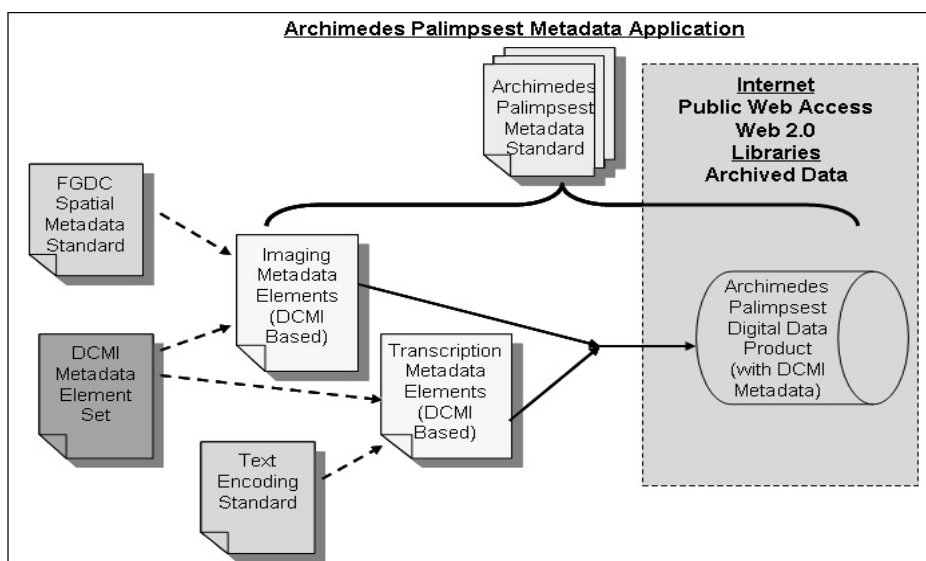 Archimedes Palimpsest Metadata Application
Archimedes
Palimpsest
Metadata
Standard
Internet
Public Web Access
Web 2.0
Libraries
Archived Data
FGDC
Spatial
Metadata
Standard
Imaging
Metadata
Elements
(DCMI
Based)
DCMI
Metadata
Element
Set
Transcription
Metadata
Elements
(DCMI
Based)
Text
Encoding
Standard
Archimedes
Palimpsest
Digital Data
Product
(with DCMI
Metadata)